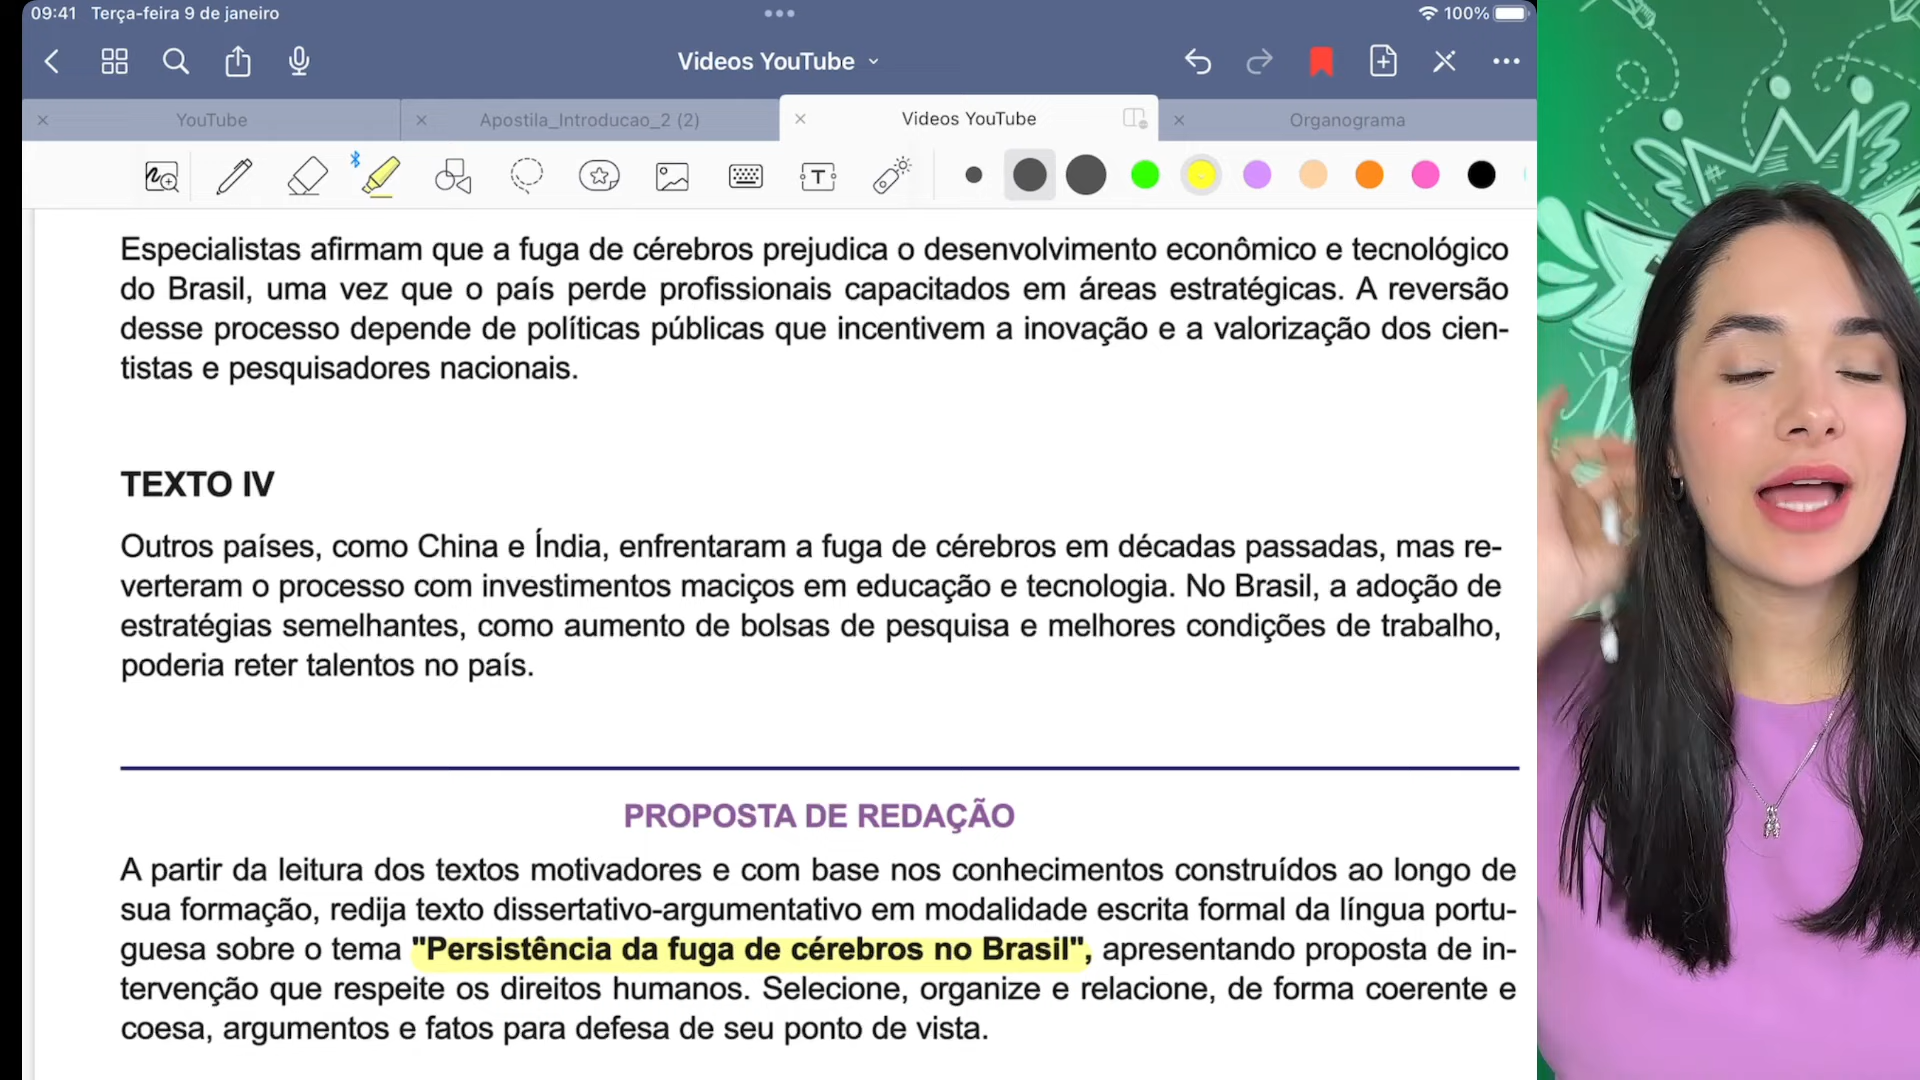 09:41 Terça-feira 9 de janeiro
100%
Videos YouTube
YouTube
Apostila_Introducao_2 (2)
Videos YouTube
Organograma
Especialistas afirmam que a fuga de cérebros prejudica o desenvolvimento econômico e tecnológico
do Brasil, uma vez que o país perde profissionais capacitados em áreas estratégicas. A reversão
desse processo depende de políticas públicas que incentivem a inovação e a valorização dos cien-
tistas e pesquisadores nacionais.
TEXTO IV
Outros países, como China e Índia, enfrentaram a fuga de cérebros em décadas passadas, mas re-
verteram o processo com investimentos maciços em educação e tecnologia. No Brasil, a adoção de
estratégias semelhantes, como aumento de bolsas de pesquisa e melhores condições de trabalho,
poderia reter talentos no país.
PROPOSTA DE REDAÇÃO
A partir da leitura dos textos motivadores e com base nos conhecimentos construídos ao longo de
sua formação, redija texto dissertativo-argumentativo em modalidade escrita formal da língua portu-
guesa sobre o tema "Persistência da fuga de cérebros no Brasil", apresentando proposta de in-
tervenção que respeite os direitos humanos. Selecione, organize e relacione, de forma coerente e
coesa, argumentos e fatos para defesa de seu ponto de vista.